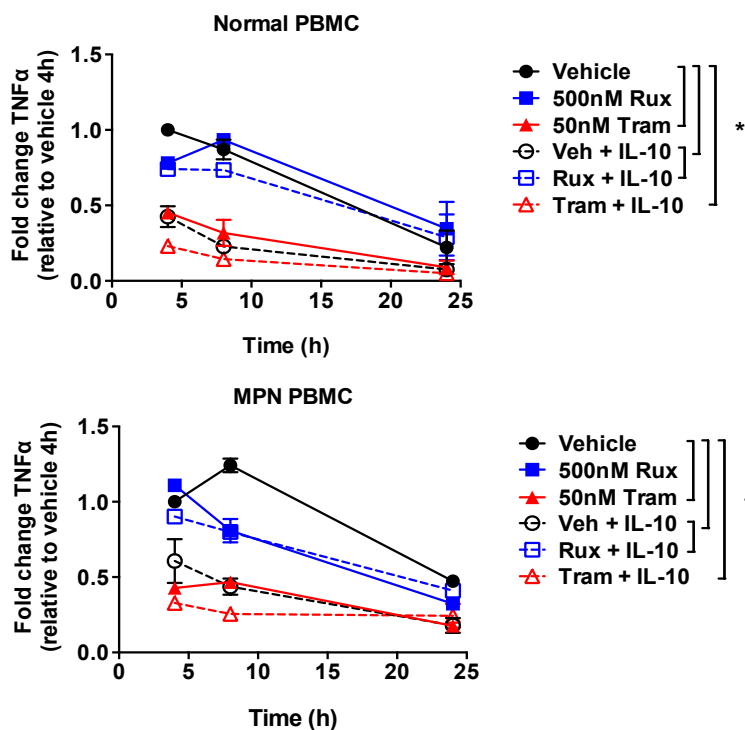 Normal PBMC
Fold change TNFα
(relative to vehicle 4h)
1.5
1.0
0.5
0.0
0 5 10 15 20 25
Time (h)
Vehicle
500nM Rux
50nM Tram
Veh + IL-10
Rux + IL-10
Tram + IL-10
*
MPN PBMC
Fold change TNFα
(relative to vehicle 4h)
1.5
1.0
0.5
0.0
0 5 10 15 20 25
Time (h)
Vehicle
500nM Rux
50nM Tram
Veh + IL-10
Rux + IL-10
Tram + IL-10